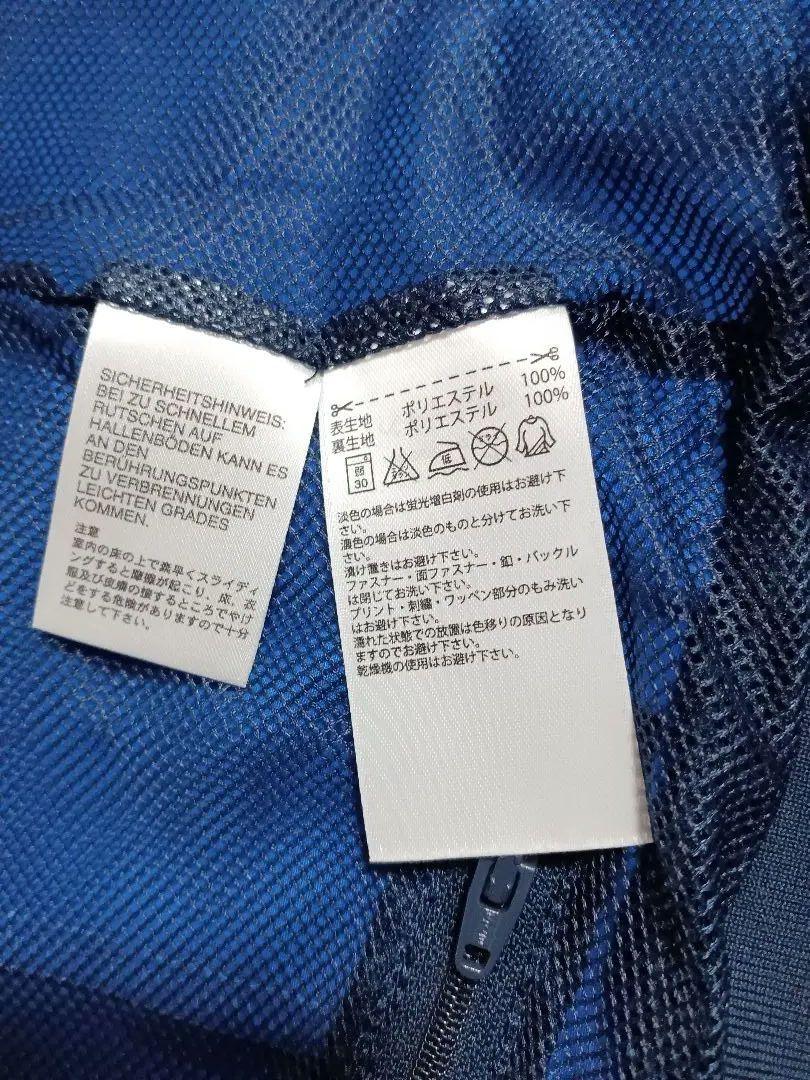 SICHERHEITSHINWEIS:
BEI ZU SCHNELLEM
RUTSCHEN AUF
HALLENBÖDEN KANN ES
AN DEN
BERÜHRUNGSPUNKTEN
ZU VERBRENNUNGEN
LEICHTEN GRADES
KOMMEN.
注意
室内の床の上で素早くスライディ
ングすると摩擦が起こり、床、衣
服及び皮膚の接するところでやけ
どをする危険がありますので十分
注意して下さい。
表生地 ポリエステル 100%
裏生地 ポリエステル 100%
弱
30
低
淡色の場合は蛍光増白剤の使用はお避け下
さい。
濃色の場合は淡色のものと分けてお洗い下
さい。
漬け置きはお避け下さい。
ファスナー・面ファスナー・釦・バックル
は閉じてお洗い下さい。
プリント・刺繍・ワッペン部分のもみ洗い
はお避け下さい。
濡れた状態での放置は色移りの原因となり
ますのでお避け下さい。
乾燥機の使用はお避け下さい。